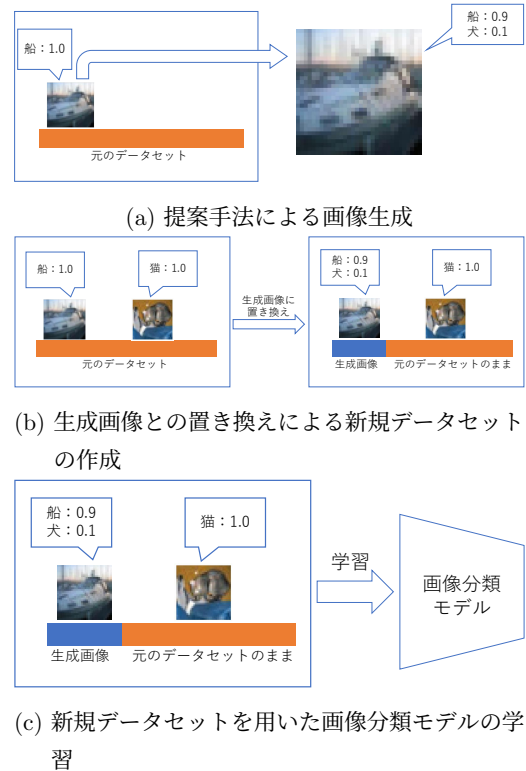 船：1.0
船：0.9
犬：0.1
元のデータセット
(a) 提案手法による画像生成
船：1.0
猫：1.0
元のデータセット
生成画像に
置き換え
船：0.9
犬：0.1
猫：1.0
生成画像
元のデータセットのまま
(b) 生成画像との置き換えによる新規データセット
の作成
船：0.9
犬：0.1
猫：1.0
生成画像
元のデータセットのまま
学習
画像分類
モデル
(c) 新規データセットを用いた画像分類モデルの学
習